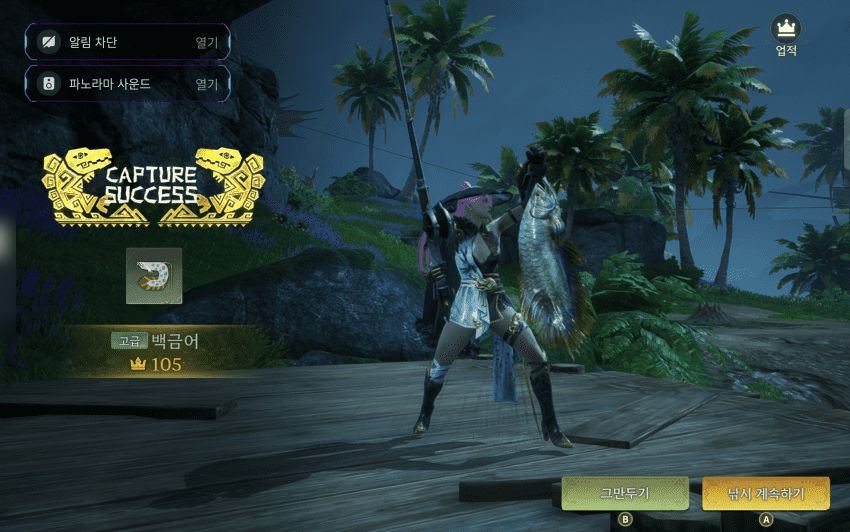 알림 차단 열기
업적
파노라마 사운드 열기
CAPTURE
SUCCESS
고급 백금어
105
그만두기 낚시 계속하기
B A